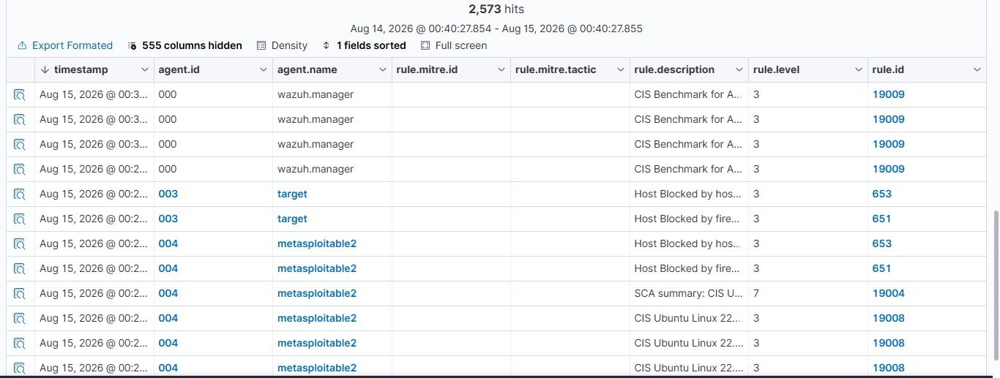 2,573 hits
Aug 14, 2026 @ 00:40:27.854 - Aug 15, 2026 @ 00:40:27.855
Export Formatted 555 columns hidden Density 1 fields sorted Full screen
timestamp agent.id agent.name rule.mitre.id rule.mitre.tactic rule.description rule.level rule.id
Aug 15, 2026 @ 00:3... 000 wazuh.manager CIS Benchmark for A... 3 19009
Aug 15, 2026 @ 00:3... 000 wazuh.manager CIS Benchmark for A... 3 19009
Aug 15, 2026 @ 00:3... 000 wazuh.manager CIS Benchmark for A... 3 19009
Aug 15, 2026 @ 00:2... 000 wazuh.manager CIS Benchmark for A... 3 19009
Aug 15, 2026 @ 00:2... 003 target Host Blocked by hos... 3 653
Aug 15, 2026 @ 00:2... 003 target Host Blocked by fire... 3 651
Aug 15, 2026 @ 00:2... 004 metasploitable2 Host Blocked by hos... 3 653
Aug 15, 2026 @ 00:2... 004 metasploitable2 Host Blocked by fire... 3 651
Aug 15, 2026 @ 00:2... 004 metasploitable2 SCA summary: CIS U... 7 19004
Aug 15, 2026 @ 00:2... 004 metasploitable2 CIS Ubuntu Linux 22.... 3 19008
Aug 15, 2026 @ 00:2... 004 metasploitable2 CIS Ubuntu Linux 22.... 3 19008
Aug 15, 2026 @ 00:2... 004 metasploitable2 CIS Ubuntu Linux 22.... 3 19008